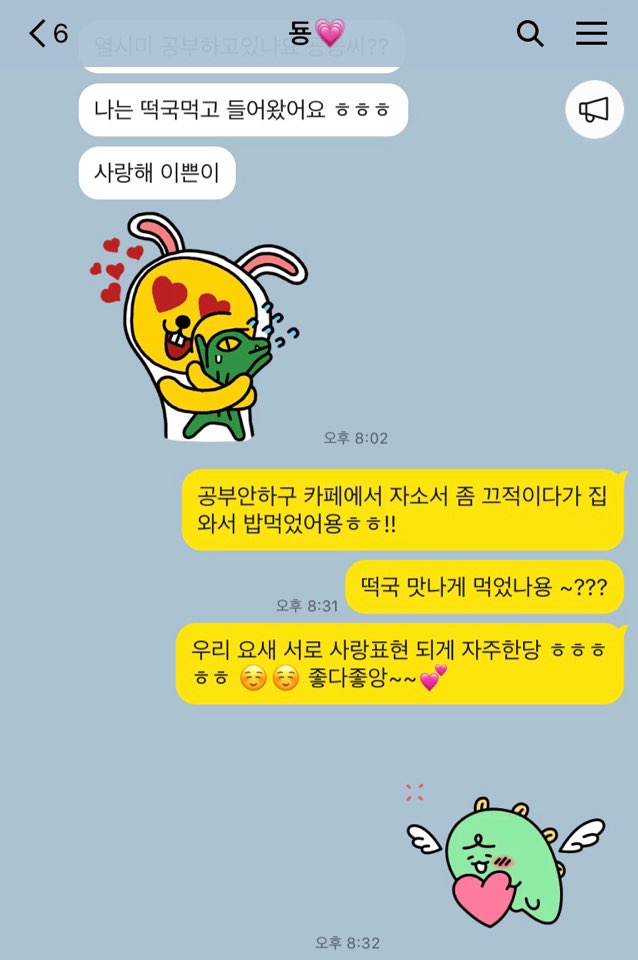 6
듕💗
열시미 공부하고있나요
나는 떡국먹고 들어왔어요 ㅎㅎㅎ
사랑해 이쁜이
오후 8:02
공부안하구 카페에서 자소서 좀 끄적이다가 집
와서 밥먹었어용ㅎㅎ!!
떡국 맛나게 먹었나용 ~???
오후 8:31
우리 요새 서로 사랑표현 되게 자주한당 ㅎㅎㅎ
ㅎㅎ ☺️☺️ 좋다좋앙~~💕
오후 8:32